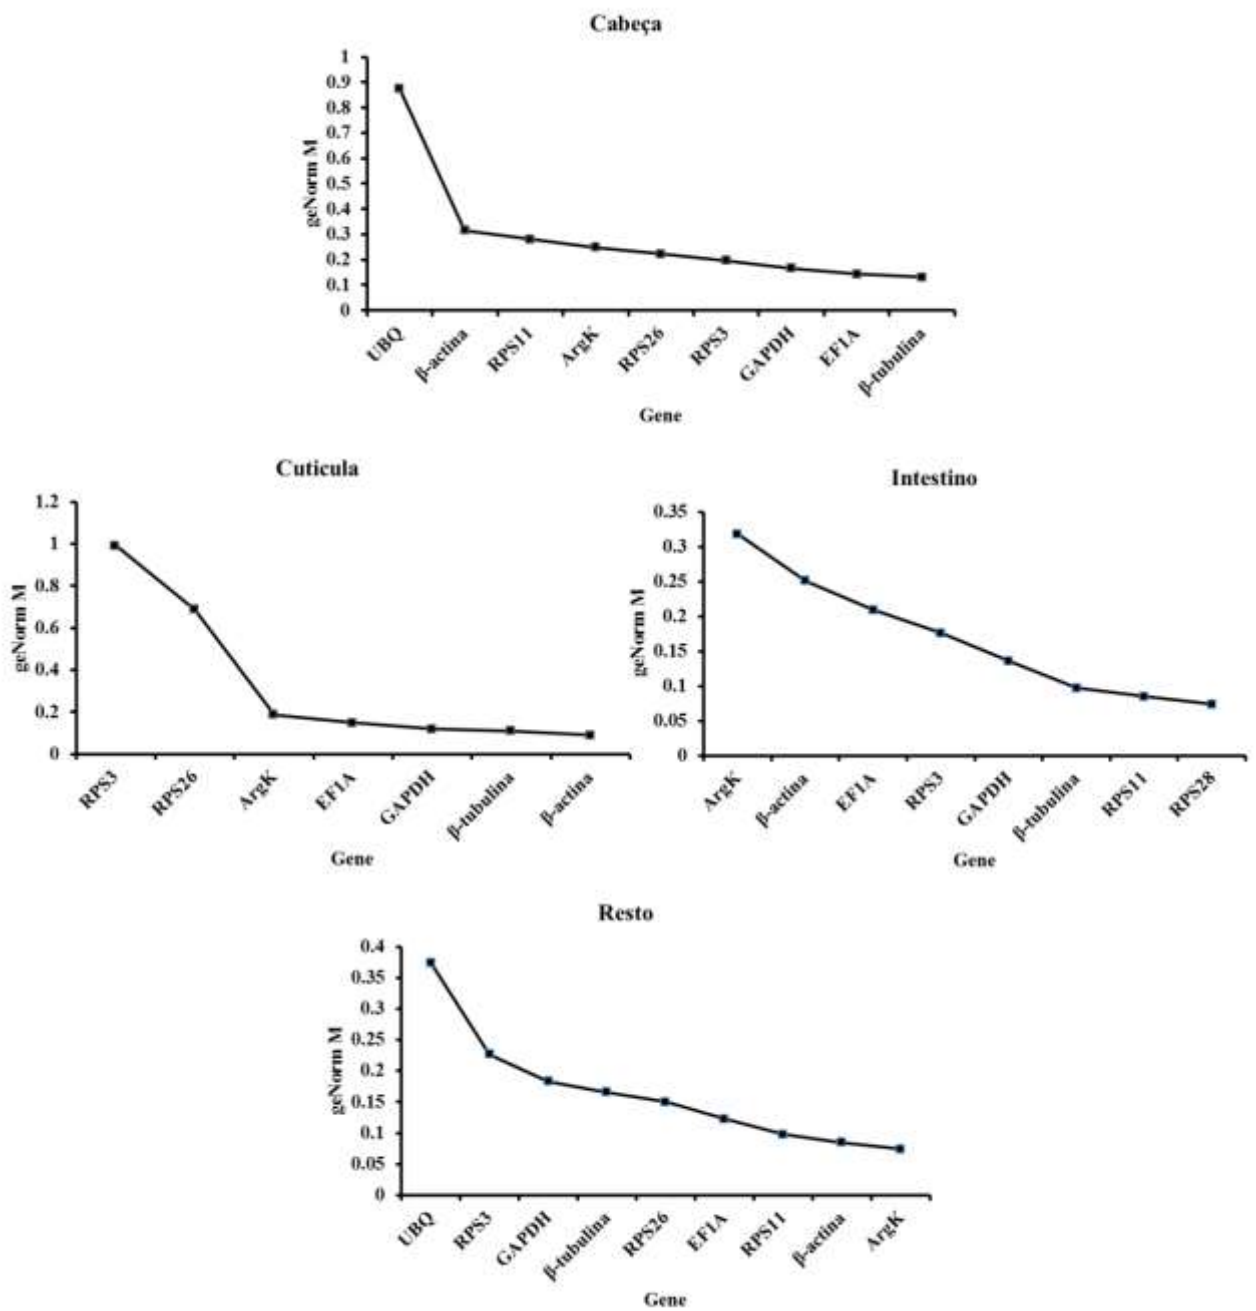 Cabeça
geNorm M
1
0.9
0.8
0.7
0.6
0.5
0.4
0.3
0.2
0.1
0
UBQ
β-actina
RPS11
ArgK
RPS26
RPS3
GAPDH
EF1A
β-tubulina
Gene
Cuticula
geNorm M
1.2
1
0.8
0.6
0.4
0.2
0
RPS3
RPS26
ArgK
EF1A
GAPDH
β-tubulina
β-actina
Gene
Intestino
geNorm M
0.35
0.3
0.25
0.2
0.15
0.1
0.05
0
ArgK
β-actina
EF1A
RPS3
GAPDH
β-tubulina
RPS11
RPS28
Gene
Resto
geNorm M
0.4
0.35
0.3
0.25
0.2
0.15
0.1
0.05
0
UBQ
RPS3
GAPDH
β-tubulina
RPS26
EF1A
RPS11
β-actina
ArgK
Gene